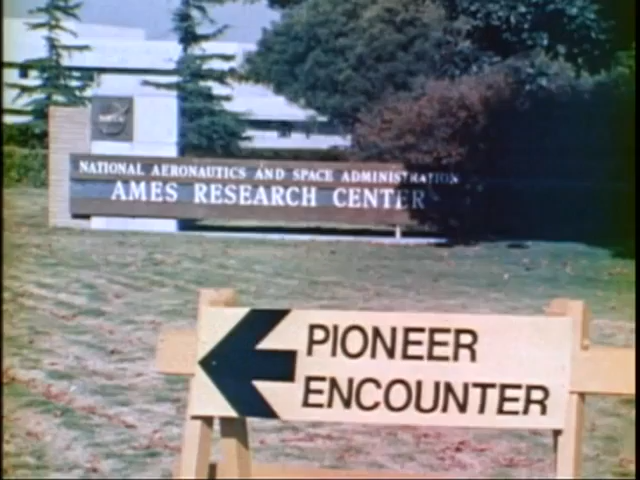 NATIONAL AERONAUTICS AND SPACE ADMINISTRATION
AMES RESEARCH CENTER
PIONEER
ENCOUNTER